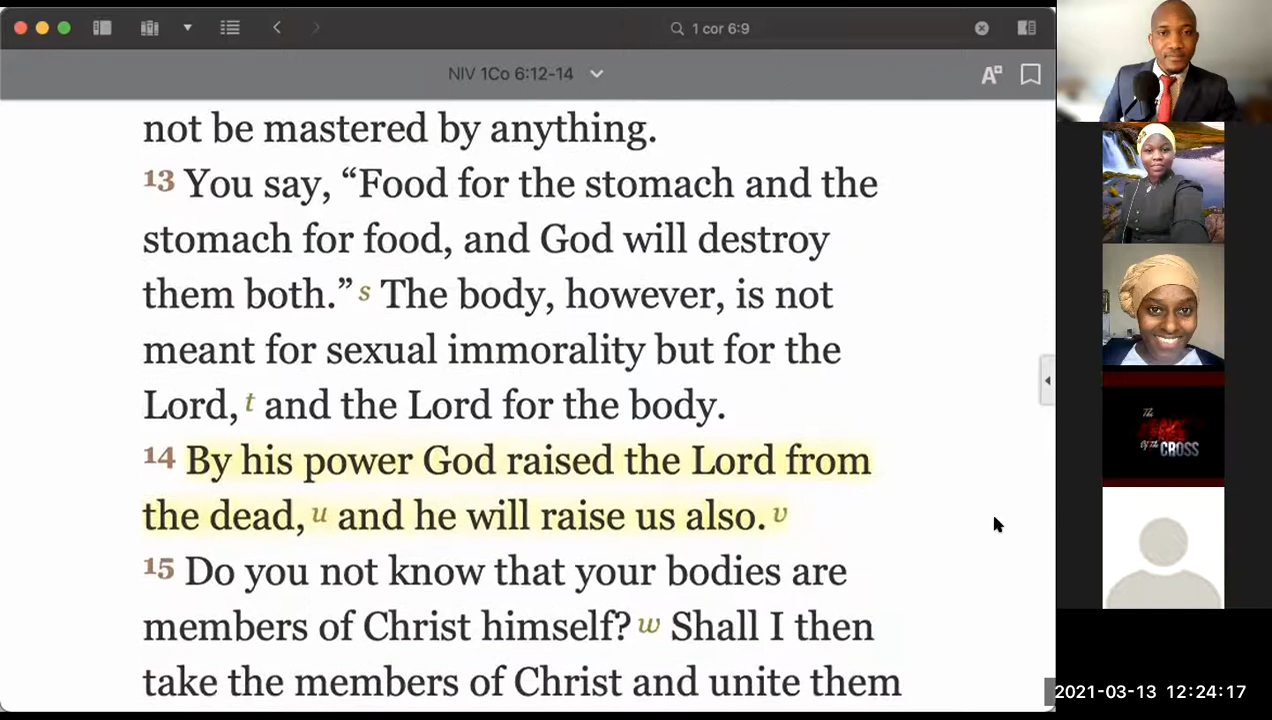 1 cor 6:9
NIV 1Co 6:12-14
not be mastered by anything.
13 You say, “Food for the stomach and the
stomach for food, and God will destroy
them both.” s The body, however, is not
meant for sexual immorality but for the
Lord, t and the Lord for the body.
14 By his power God raised the Lord from
the dead, u and he will raise us also. v
15 Do you not know that your bodies are
members of Christ himself? w Shall I then
take the members of Christ and unite them
The
Of the
CROSS
2021-03-13 12:24:17